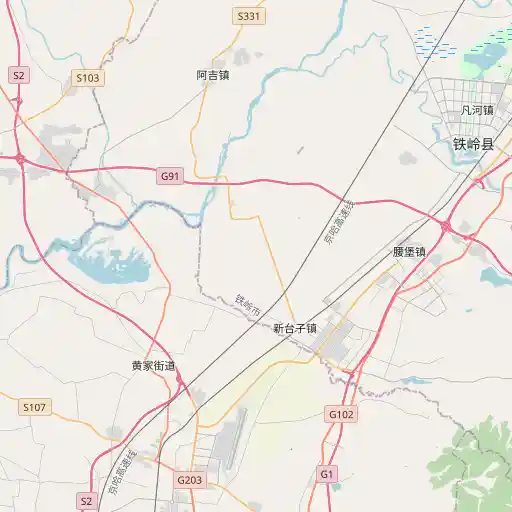 S331
S2
阿吉镇
S103
凡河镇
铁岭县
G91
京哈高速线
腰堡镇
铁岭市
新台子镇
黄家街道
S107
G102
京哈高速线
G1
G203
S2